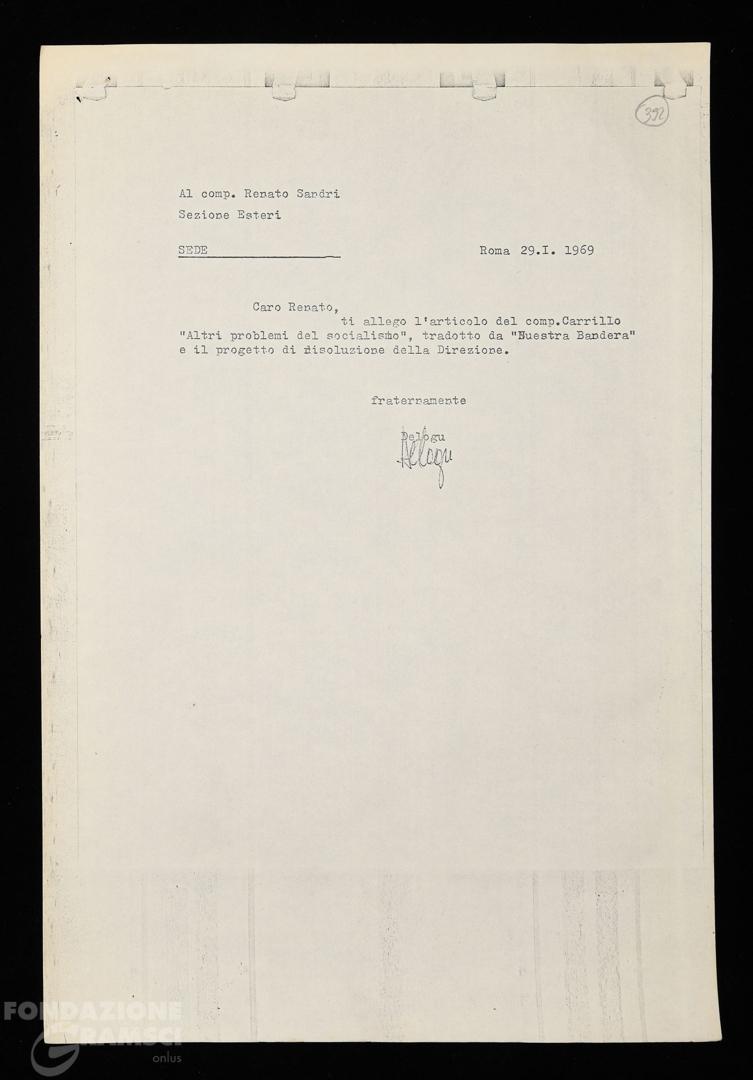 392
Al comp. Renato Sandri
Sezione Esteri
SEDE
Roma 29.I. 1969
Caro Renato,
ti allego l'articolo del comp.Carrillo
"Altri problemi del socialismo", tradotto da "Nuestra Bandera"
e il progetto di risoluzione della Direzione.
fraternamente
Delogu
Delogu
FONDAZIONE
GRAMSCI
onlus